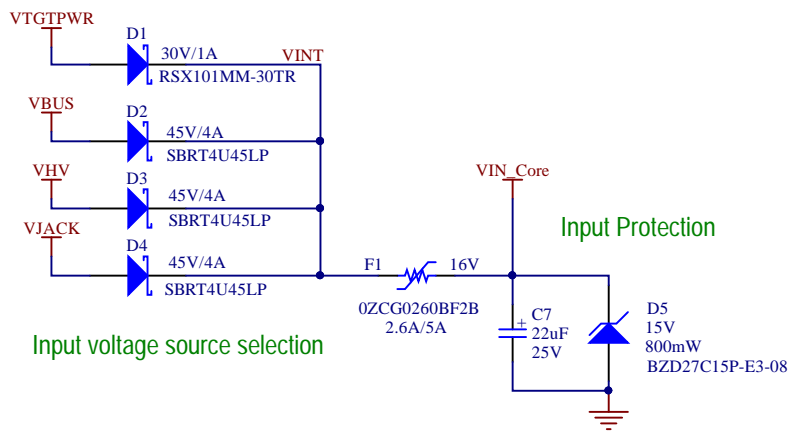 VTGTPWR
D1
30V/1A
VINT
RSX101MM-30TR
VBUS
D2
45V/4A
SBRT4U45LP
VHV
D3
45V/4A
SBRT4U45LP
VJACK
D4
45V/4A
SBRT4U45LP
VIN_Core
Input Protection
F1
16V
0ZCG0260BF2B
2.6A/5A
+
C7
22uF
25V
D5
15V
800mW
BZD27C15P-E3-08
Input voltage source selection